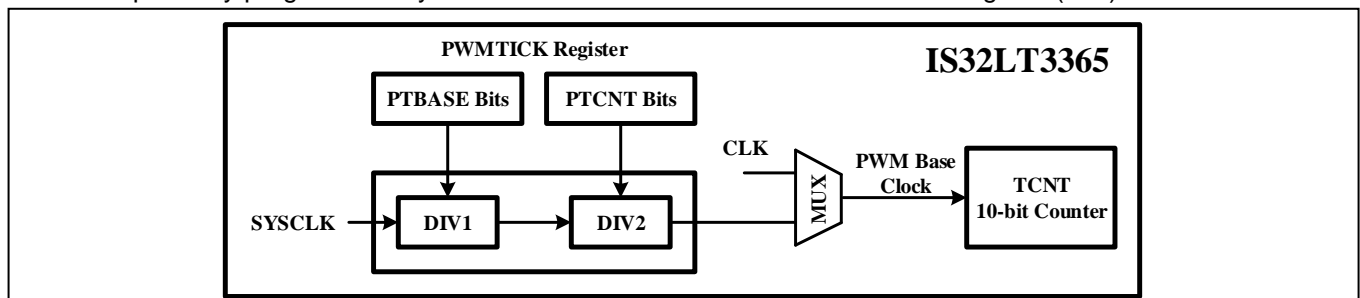 PWMTICK Register
IS32LT3365
PTBASE Bits
PTCNT Bits
CLK
MUX
PWM Base
Clock
TCNT
10-bit Counter
SYSCLK
DIV1
DIV2